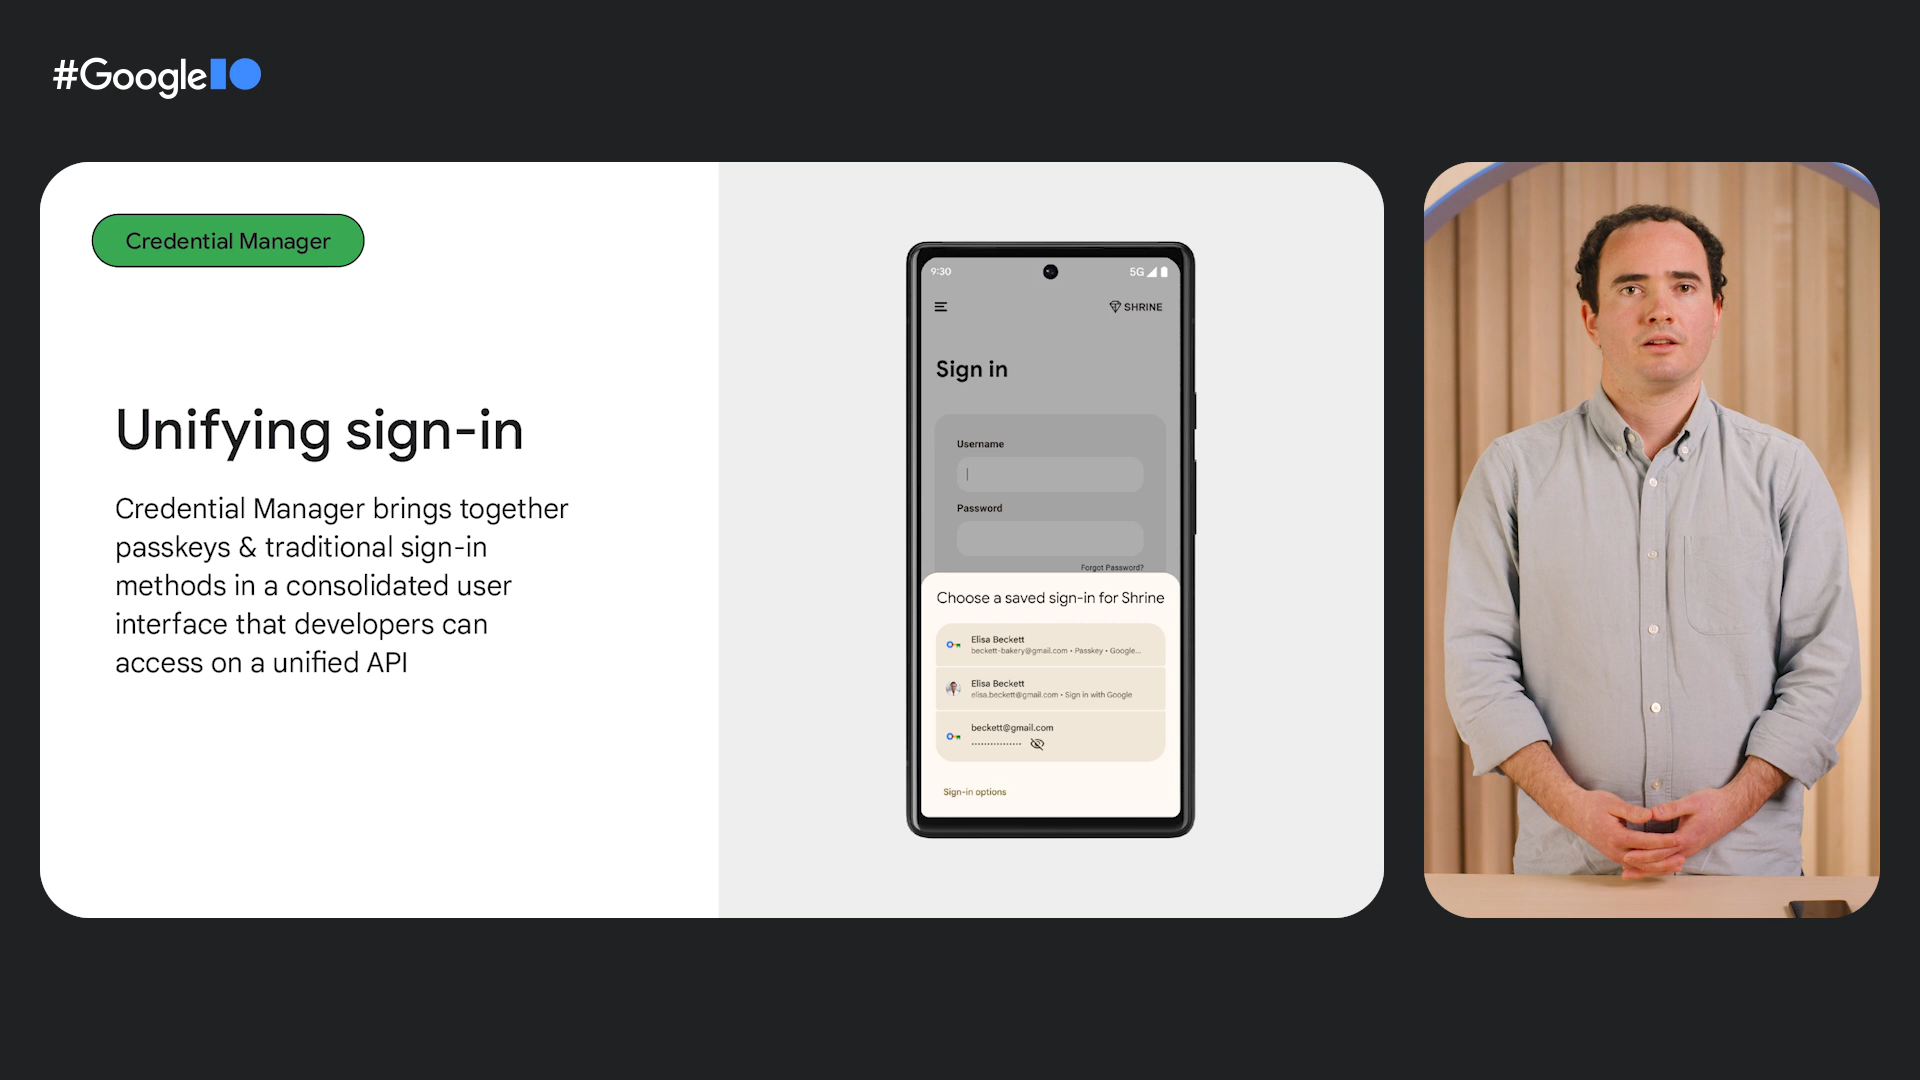 #GoogleIO
Credential Manager
Unifying sign-in
Credential Manager brings together
passkeys & traditional sign-in
methods in a consolidated user
interface that developers can
access on a unified API
9:30
5G
SHRINE
Sign in
Username
Password
Forgot Password?
Choose a saved sign-in for Shrine
Elisa Beckett
beckett-bakery@gmail.com • Passkey • Google...
Elisa Beckett
elisa.beckett@gmail.com • Sign in with Google
beckett@gmail.com
••••••••••••••••
Sign-in options